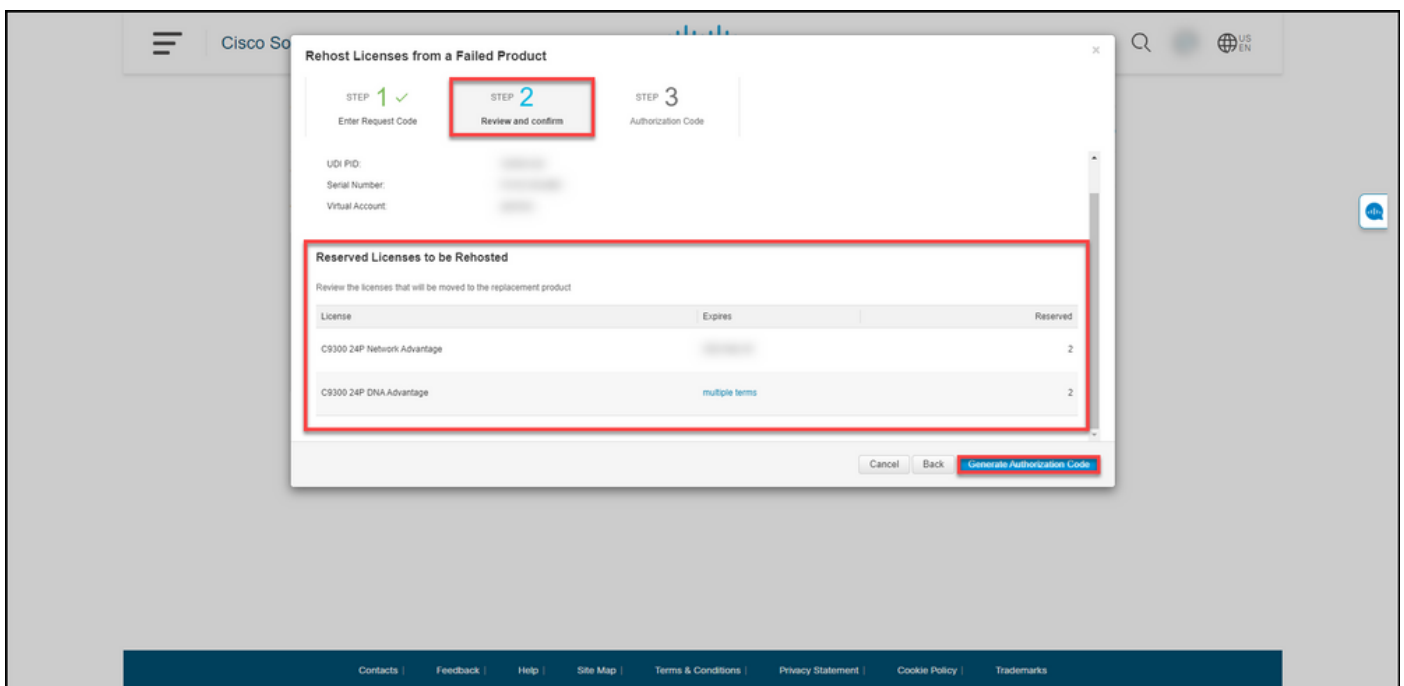 Cisco So
US
EN
Rehost Licenses from a Failed Product
STEP 1
Enter Request Code
STEP 2
Review and confirm
STEP 3
Authorization Code
UDI PID:
Serial Number:
Virtual Account:
Reserved Licenses to be Rehosted
Review the licenses that will be moved to the replacement product
License Expires Reserved
C9300 24P Network Advantage 2
C9300 24P DNA Advantage multiple terms 2
Cancel Back Generate Authorization Code
Contacts | Feedback | Help | Site Map | Terms & Conditions | Privacy Statement | Cookie Policy | Trademarks